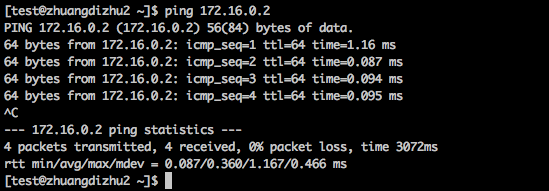 [test@zhuangdizhu2 ~]$ ping 172.16.0.2
PING 172.16.0.2 (172.16.0.2) 56(84) bytes of data.
64 bytes from 172.16.0.2: icmp_seq=1 ttl=64 time=1.16 ms
64 bytes from 172.16.0.2: icmp_seq=2 ttl=64 time=0.087 ms
64 bytes from 172.16.0.2: icmp_seq=3 ttl=64 time=0.094 ms
64 bytes from 172.16.0.2: icmp_seq=4 ttl=64 time=0.095 ms
^C
--- 172.16.0.2 ping statistics ---
4 packets transmitted, 4 received, 0% packet loss, time 3072ms
rtt min/avg/max/mdev = 0.087/0.360/1.167/0.466 ms
[test@zhuangdizhu2 ~]$